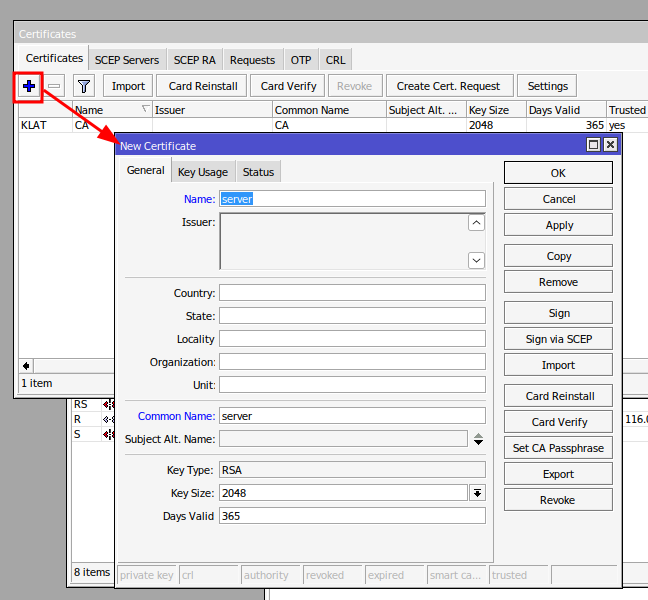 Certificates
Certificates SCEP Servers SCEP RA Requests OTP CRL
Import Card Reinstall Card Verify Revoke Create Cert. Request Settings
Name Issuer Common Name Subject Alt. ... Key Size Days Valid Trusted
KLAT CA CA 2048 365 yes
New Certificate
General Key Usage Status
Name: server
Issuer:
Country:
State:
Locality
Organization:
Unit:
Common Name: server
Subject Alt. Name:
Key Type: RSA
Key Size: 2048
Days Valid 365
OK
Cancel
Apply
Copy
Remove
Sign
Sign via SCEP
Import
Card Reinstall
Card Verify
Set CA Passphrase
Export
Revoke
private key crl authority revoked expired smart ca... trusted
1 item
RS
R 116.0
S
8 items